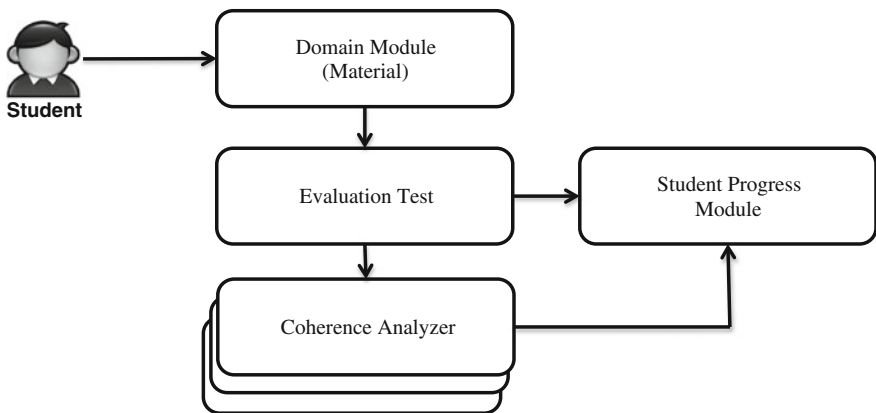 Student
Domain Module
(Material)
Evaluation Test
Student Progress
Module
Coherence Analyzer